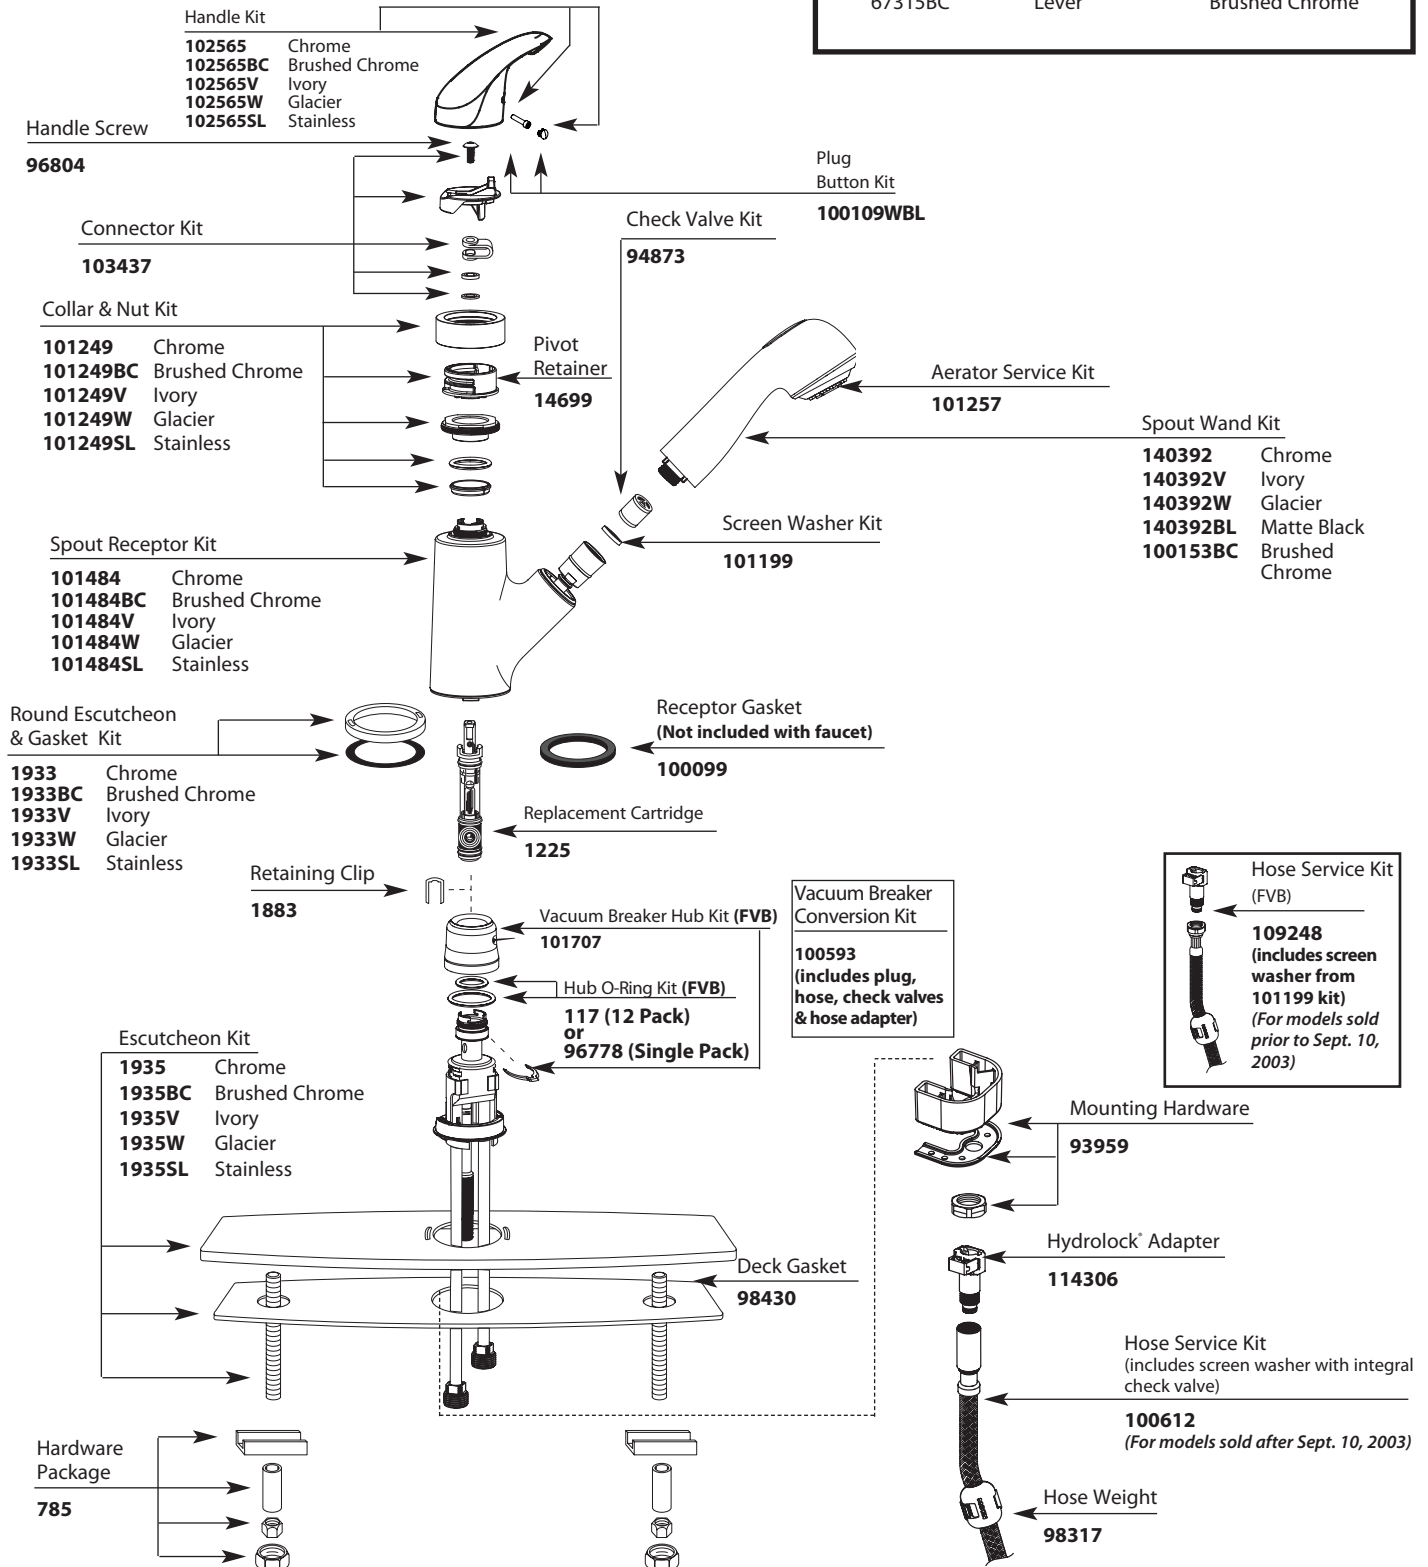 67315BC Lever Brushed Chrome
Handle Kit
102565 Chrome
102565BC Brushed Chrome
102565V Ivory
102565W Glacier
102565SL Stainless
Handle Screw
96804
Plug
Button Kit
100109WBL
Connector Kit
103437
Check Valve Kit
94873
Collar & Nut Kit
101249 Chrome
101249BC Brushed Chrome
101249V Ivory
101249W Glacier
101249SL Stainless
Pivot
Retainer
14699
Aerator Service Kit
101257
Spout Wand Kit
140392 Chrome
140392V Ivory
140392W Glacier
140392BL Matte Black
100153BC Brushed
Chrome
Screen Washer Kit
101199
Spout Receptor Kit
101484 Chrome
101484BC Brushed Chrome
101484V Ivory
101484W Glacier
101484SL Stainless
Round Escutcheon
& Gasket Kit
1933 Chrome
1933BC Brushed Chrome
1933V Ivory
1933W Glacier
1933SL Stainless
Receptor Gasket
(Not included with faucet)
100099
Replacement Cartridge
1225
Retaining Clip
1883
Vacuum Breaker Hub Kit (FVB)
101707
Hub O-Ring Kit (FVB)
117 (12 Pack)
or
96778 (Single Pack)
Vacuum Breaker
Conversion Kit
100593
(includes plug,
hose, check valves
& hose adapter)
Hose Service Kit
(FVB)
109248
(includes screen
washer from
101199 kit)
(For models sold
prior to Sept. 10,
2003)
Escutcheon Kit
1935 Chrome
1935BC Brushed Chrome
1935V Ivory
1935W Glacier
1935SL Stainless
Mounting Hardware
93959
Hydrolock® Adapter
114306
Deck Gasket
98430
Hose Service Kit
(includes screen washer with integral
check valve)
100612
(For models sold after Sept. 10, 2003)
Hardware
Package
785
Hose Weight
98317